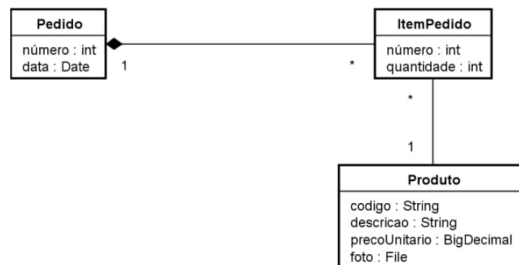 Pedido
número : int
data : Date
1
*
ItemPedido
número : int
quantidade : int
*
1
Produto
codigo : String
descricao : String
precoUnitario : BigDecimal
foto : File